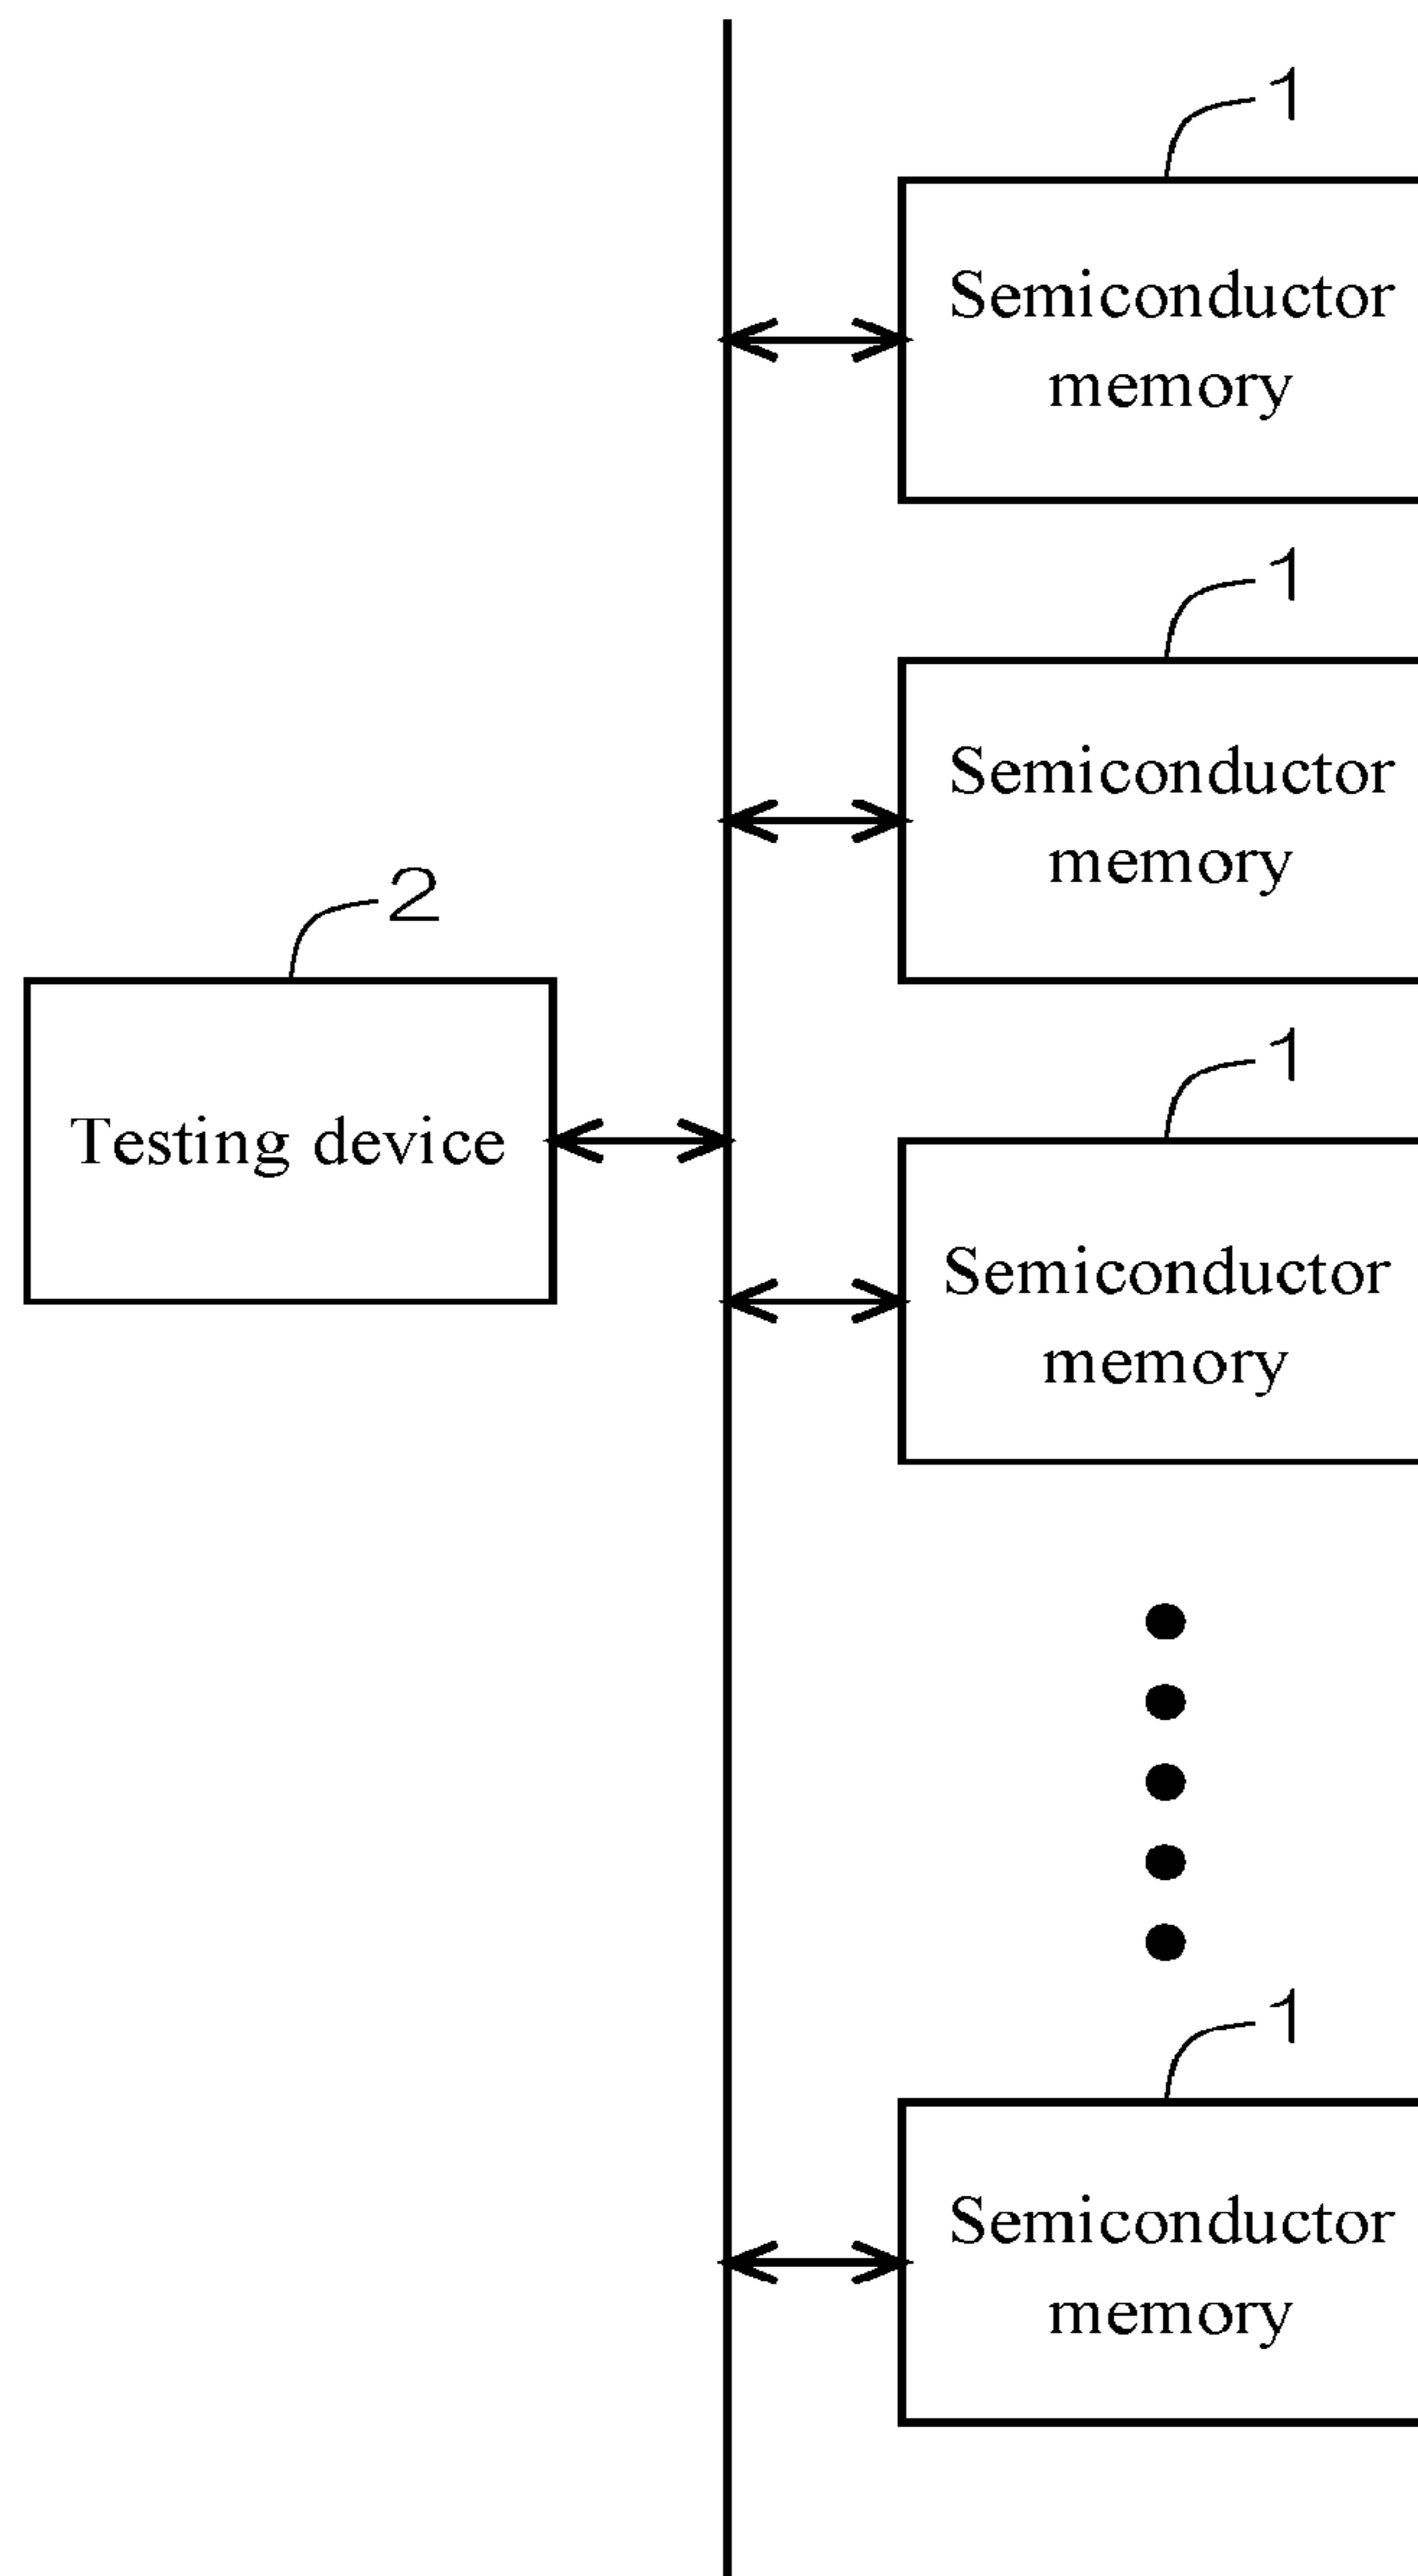 1
Semiconductor
memory
1
Semiconductor
memory
2
Testing device
1
Semiconductor
memory
1
Semiconductor
memory